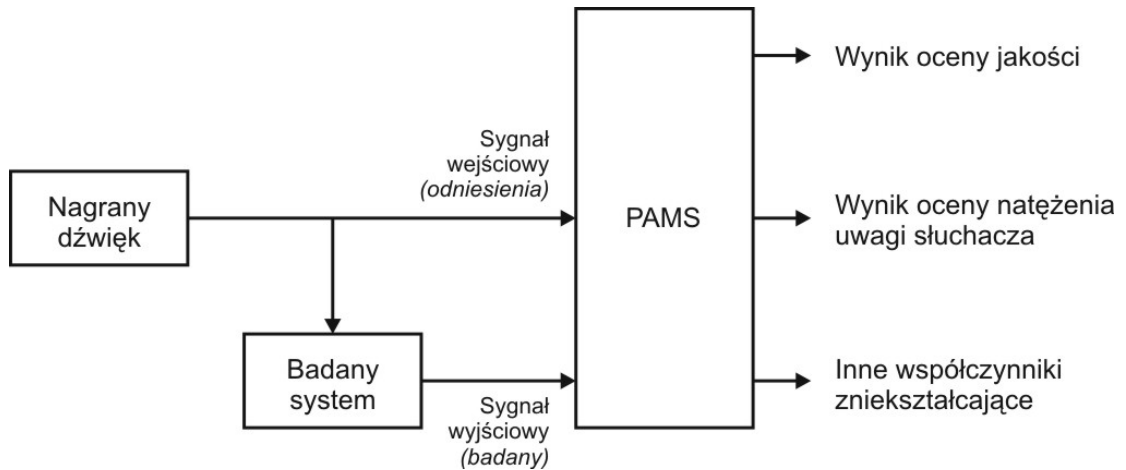 Wynik oceny jakości
Sygnał
wejściowy
(odniesienia)
Nagrany
dźwięk
PAMS
Wynik oceny natężenia
uwagi słuchacza
Badany
system
Sygnał
wyjściowy
(badany)
Inne współczynniki
zniekształcające